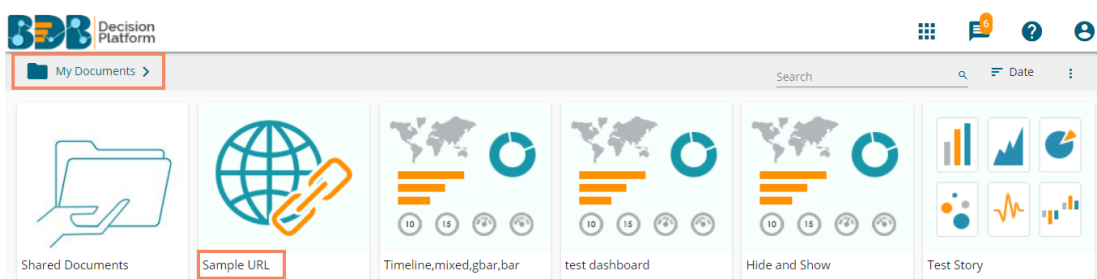 BDB Decision
Platform
6
My Documents
Search
Date
10 15
10 15
10 15
Shared Documents
Sample URL
Timeline,mixed,gbar,bar
test dashboard
Hide and Show
Test Story